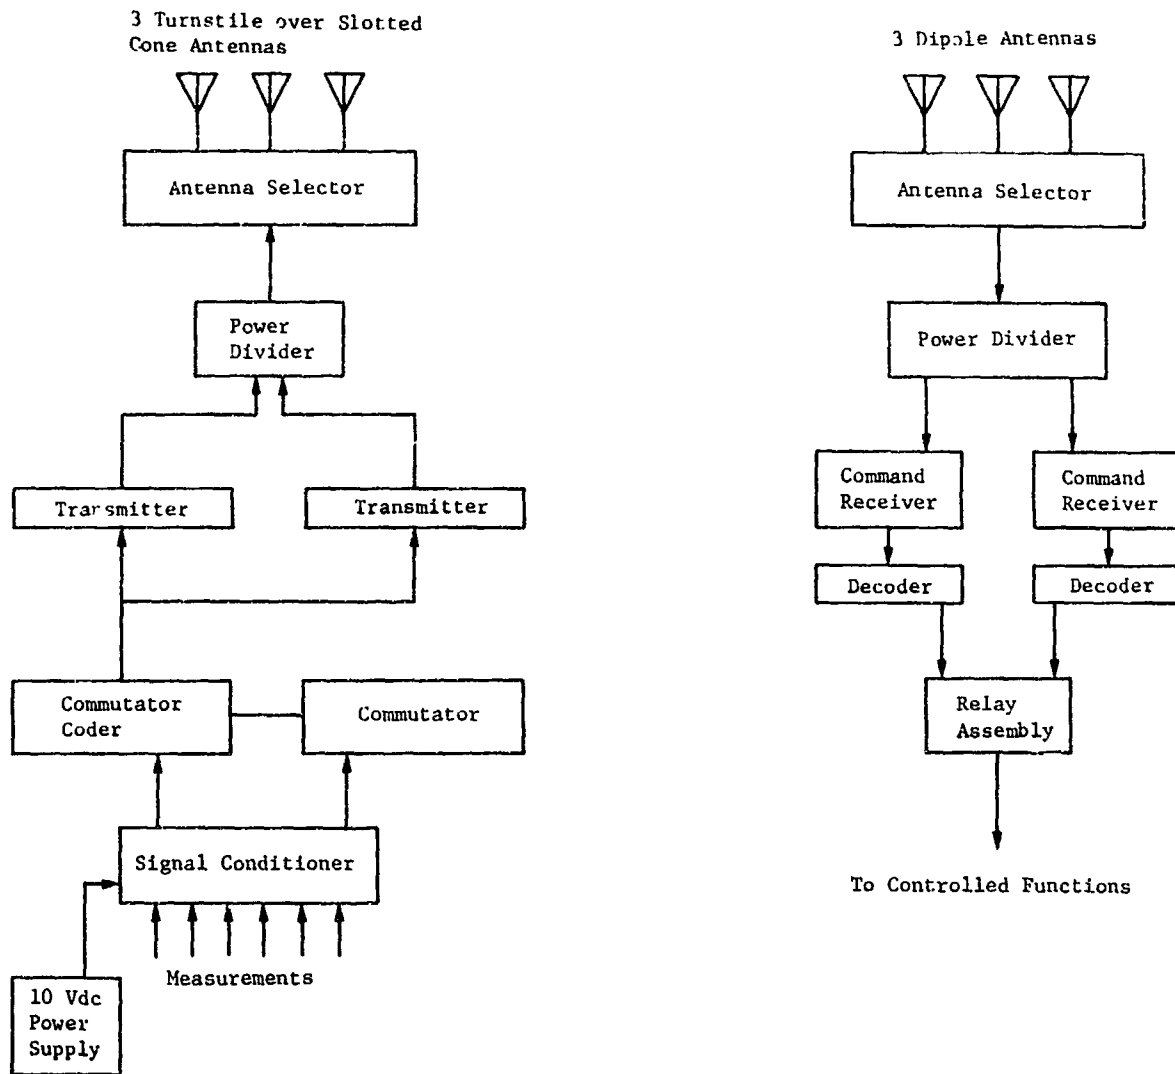 3 Turnstile over Slotted
Cone Antennas
Antenna Selector
Power
Divider
Transmitter
Transmitter
Commutator
Coder
Commutator
Signal Conditioner
Measurements
10 Vdc
Power
Supply
3 Dipole Antennas
Antenna Selector
Power Divider
Command
Receiver
Command
Receiver
Decoder
Decoder
Relay
Assembly
To Controlled Functions